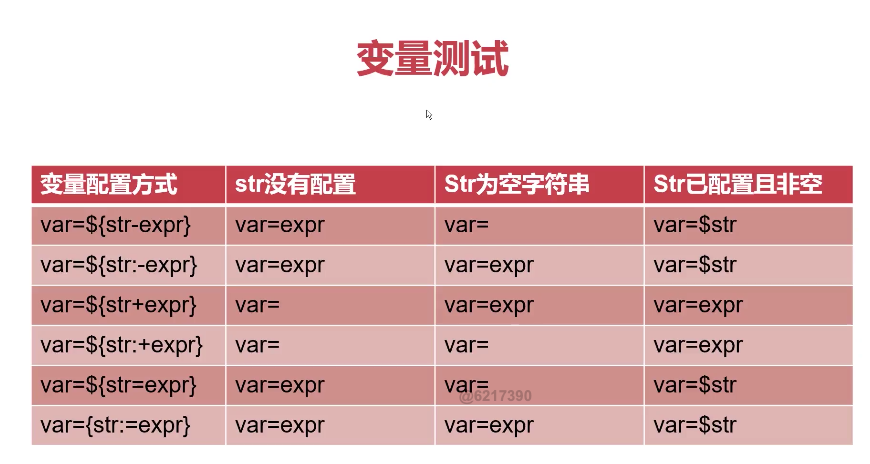 变量测试
变量配置方式 str没有配置 Str为空字符串 Str已配置且非空
var=${str-expr} var=expr var= var=$str
var=${str:-expr} var=expr var=expr var=$str
var=${str+expr} var= var=expr var=expr
var=${str:+expr} var= var= var=expr
var=${str=expr} var=expr var= var=$str
@6217390
var={str:=expr} var=expr var=expr var=$str